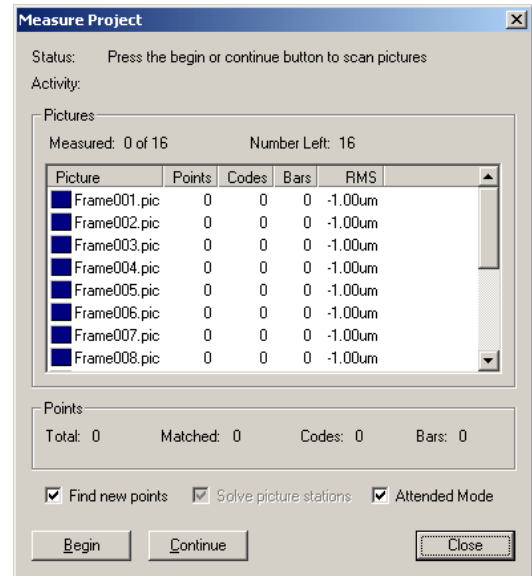 Measure Project
Status: Press the begin or continue button to scan pictures
Activity:
Pictures
Measured: 0 of 16 Number Left: 16
Picture Points Codes Bars RMS
Frame001.pic 0 0 0 -1.00um
Frame002.pic 0 0 0 -1.00um
Frame003.pic 0 0 0 -1.00um
Frame004.pic 0 0 0 -1.00um
Frame005.pic 0 0 0 -1.00um
Frame006.pic 0 0 0 -1.00um
Frame007.pic 0 0 0 -1.00um
Frame008.pic 0 0 0 -1.00um
Points
Total: 0 Matched: 0 Codes: 0 Bars: 0
Find new points Solve picture stations Attended Mode
Begin Continue Close